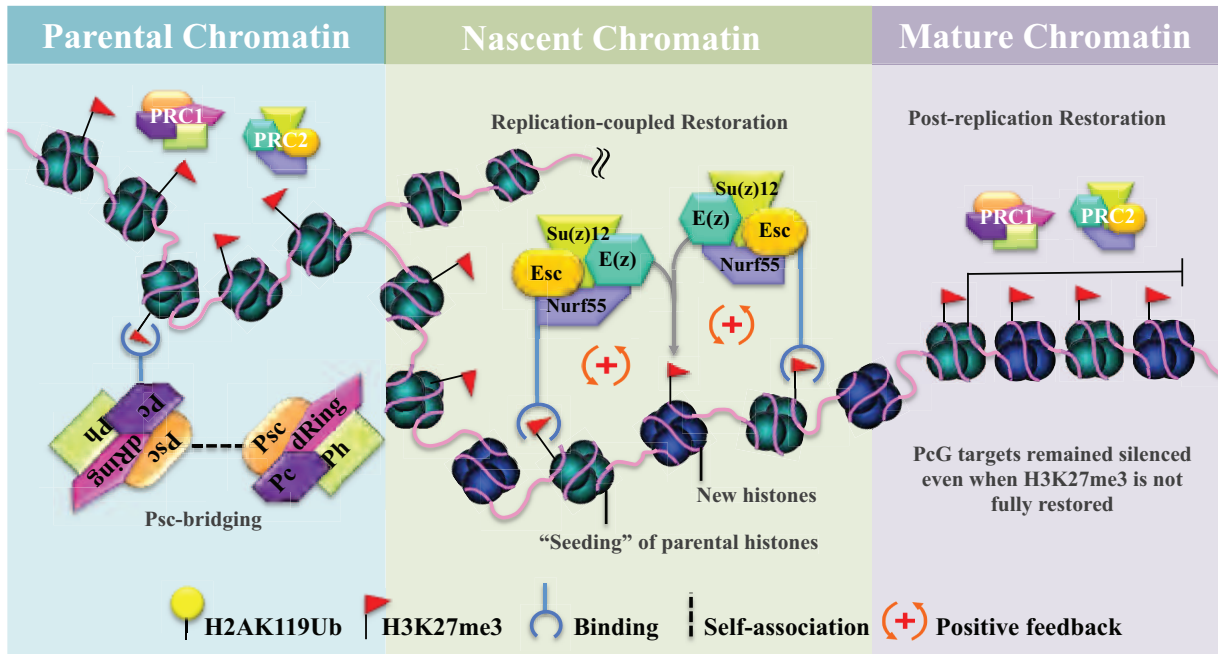 Parental Chromatin
Nascent Chromatin
Mature Chromatin
PRC1
PRC2
Replication-coupled Restoration
Post-replication Restoration
Su(z)12
E(z)
Esc
Nurf55
Su(z)12
E(z)
Esc
Nurf55
PRC1
PRC2
Ph
Pc
dRing
Psc
Psc
dRing
Pc
Ph
Psc-bridging
New histones
"Seeding" of parental histones
PcG targets remained silenced
even when H3K27me3 is not
fully restored
H2AK119Ub
H3K27me3
Binding
Self-association
Positive feedback